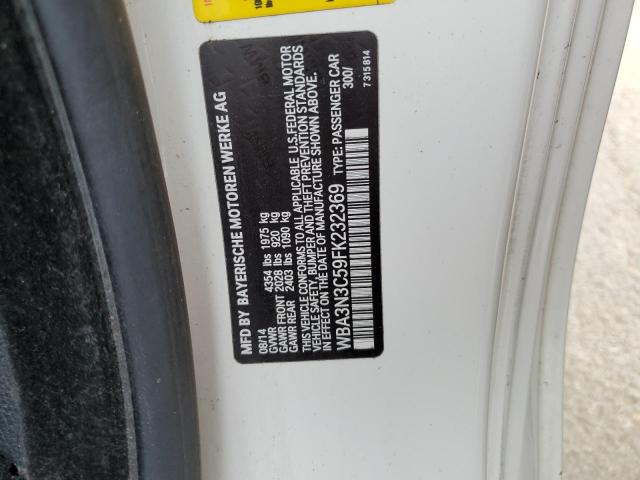 MFD BY BAYERISCHE MOTOREN WERKE AG
08/14
GVWR 4354 lbs 1975 kg
GAWR FRONT 2028 lbs 920 kg
GAWR REAR 2403 lbs 1090 kg
THIS VEHICLE CONFORMS TO ALL APPLICABLE U.S.FEDERAL MOTOR
VEHICLE SAFETY, BUMPER AND THEFT PREVENTION STANDARDS
IN EFFECT ON DATE OF MANUFACTURE SHOWN ABOVE.
WBA3N3C59FK232369 TYPE: PASSENGER CAR
300/
7 315 814